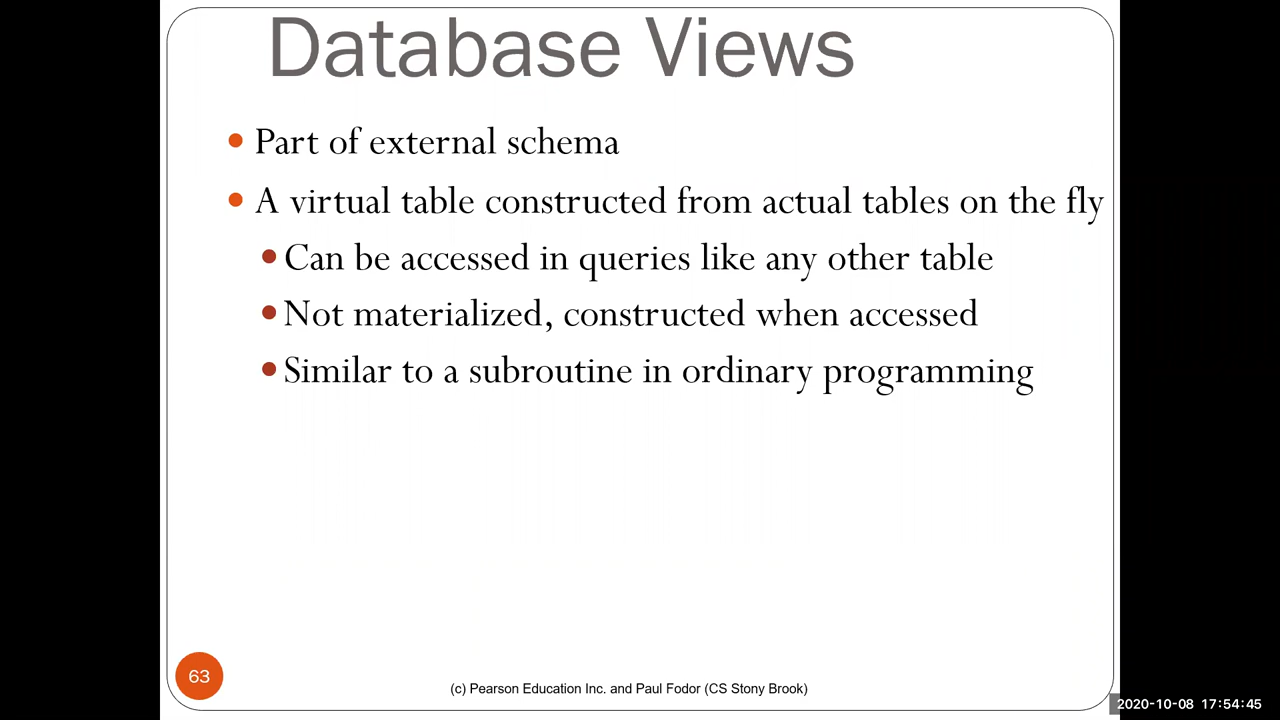 Database Views
Part of external schema
A virtual table constructed from actual tables on the fly
Can be accessed in queries like any other table
Not materialized, constructed when accessed
Similar to a subroutine in ordinary programming
63
(c) Pearson Education Inc. and Paul Fodor (CS Stony Brook)
2020-10-08 17:54:45